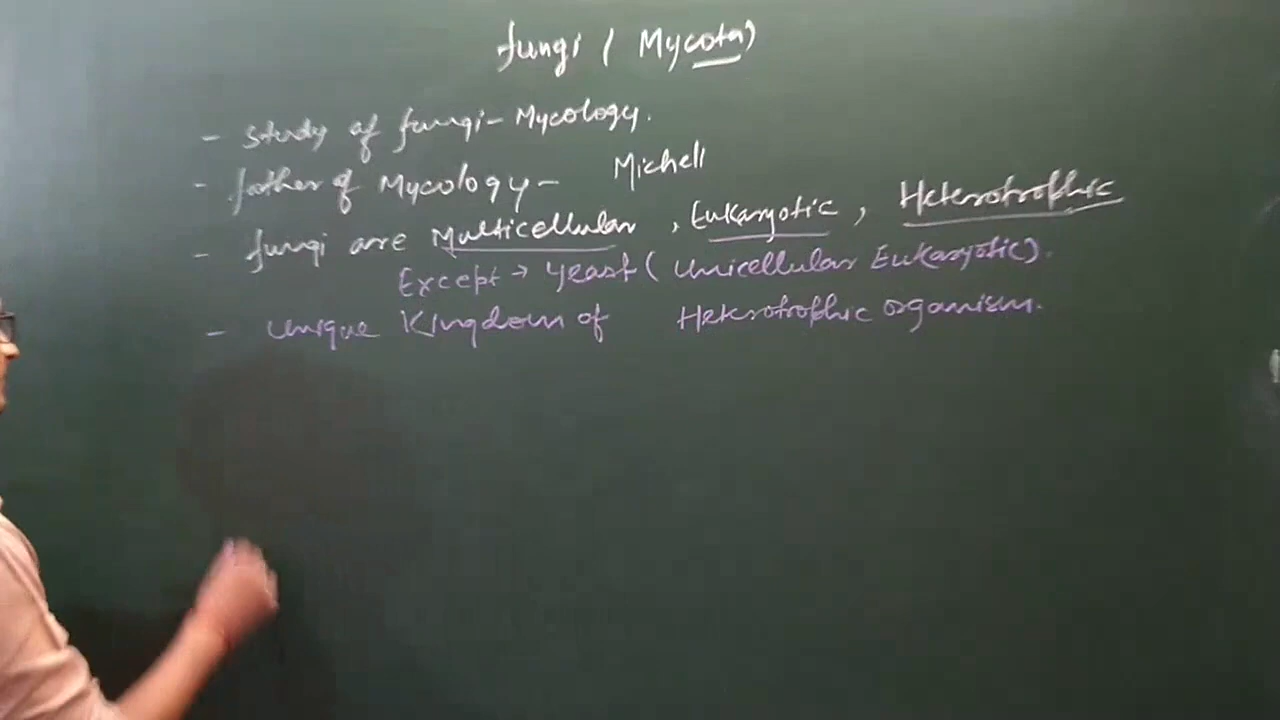 Fungi (Mycota)
- Study of fungi - Mycology.
- father of Mycology - Micheli
- fungi are Multicellular, Eukaryotic, Heterotrophic
Except → yeast (Unicellular Eukaryotic).
- Unique Kingdom of Heterotrophic organism.